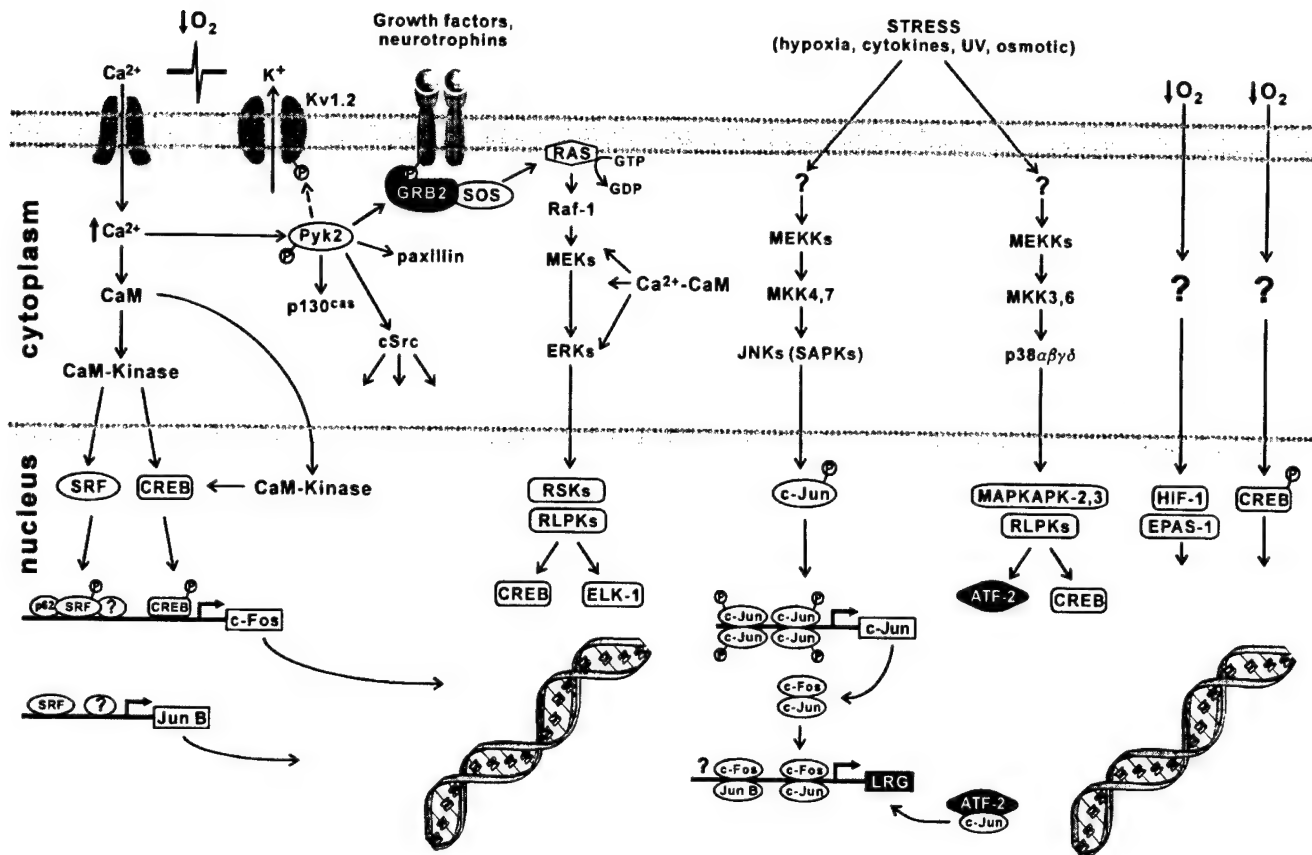 ↓O₂
Growth factors,
neurotrophins
STRESS
(hypoxia, cytokines, UV, osmotic)
Ca²⁺
K⁺
Kv1.2
↓O₂
↓O₂
P
P
RAS
GTP
GDP
GRB2
SOS
cytoplasm
↑Ca²⁺
Pyk2
P
paxillin
p130cas
cSrc
CaM
CaM-Kinase
Raf-1
MEKs
Ca²⁺-CaM
ERKs
?
MEKKs
MKK4,7
JNKs (SAPKs)
?
MEKKs
MKK3,6
p38αβγδ
?
?
nucleus
SRF
CREB
CaM-Kinase
RSKs
RLPKs
CREB
ELK-1
P
c-Jun
MAPKAPK-2,3
RLPKs
ATF-2
CREB
HIF-1
EPAS-1
P
CREB
P
P
p62
SRF
?
CREB
c-Fos
SRF
?
Jun B
P
P
c-Jun
c-Jun
c-Jun
c-Jun
P
P
c-Jun
c-Fos
c-Jun
?
c-Fos
Jun B
c-Fos
c-Jun
LRG
ATF-2
c-Jun